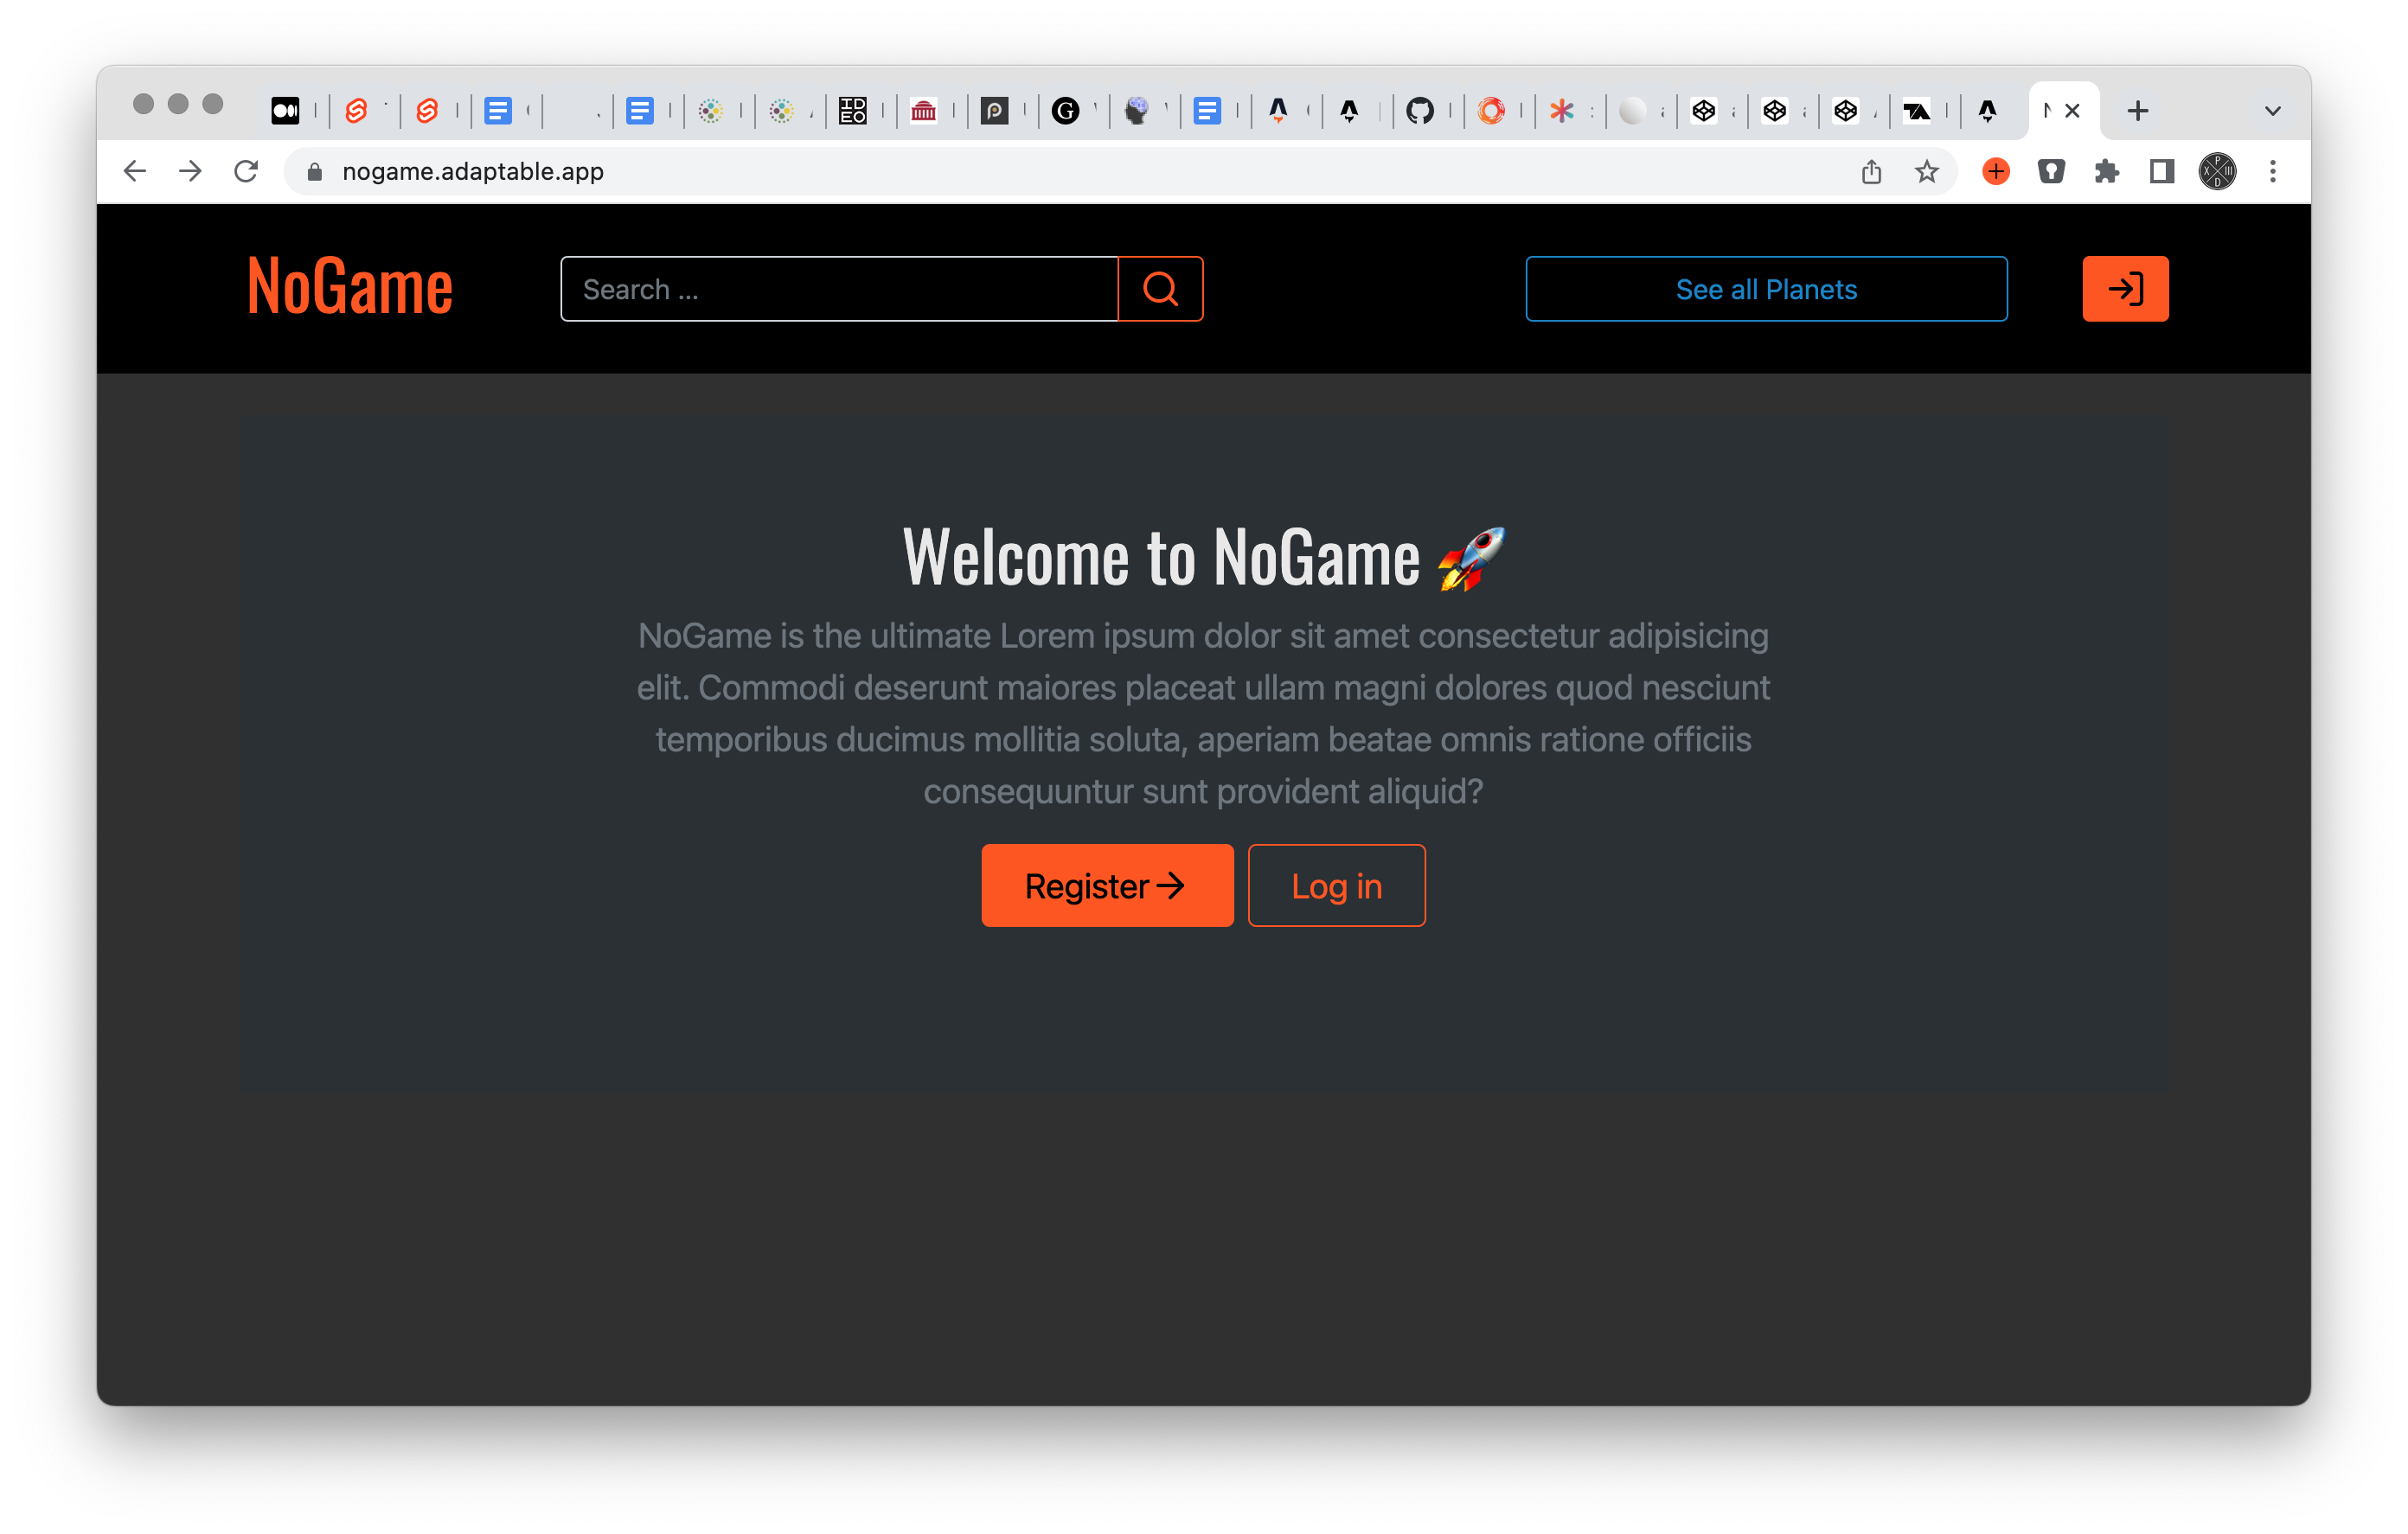 IDEO
nogame.adaptable.app
NoGame
Search ...
See all Planets
Welcome to NoGame 🚀
NoGame is the ultimate Lorem ipsum dolor sit amet consectetur adipisicing
elit. Commodi deserunt maiores placeat ullam magni dolores quod nesciunt
temporibus ducimus mollitia soluta, aperiam beatae omnis ratione officiis
consequuntur sunt provident aliquid?
Register
Log in